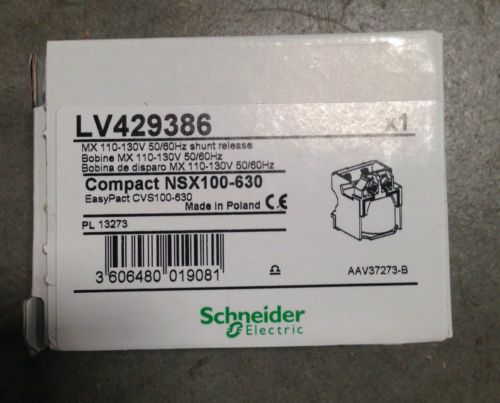 LV429386 x1
MX 110-130V 50/60Hz shunt release
Bobine MX 110-130V 50/60Hz
Bobina de disparo MX 110-130V 50/60Hz
Compact NSX100-630
EasyPact CVS100-630
Made in Poland CE
PL 13273
3 606480 019081
AAV37273-B
Schneider
Electric